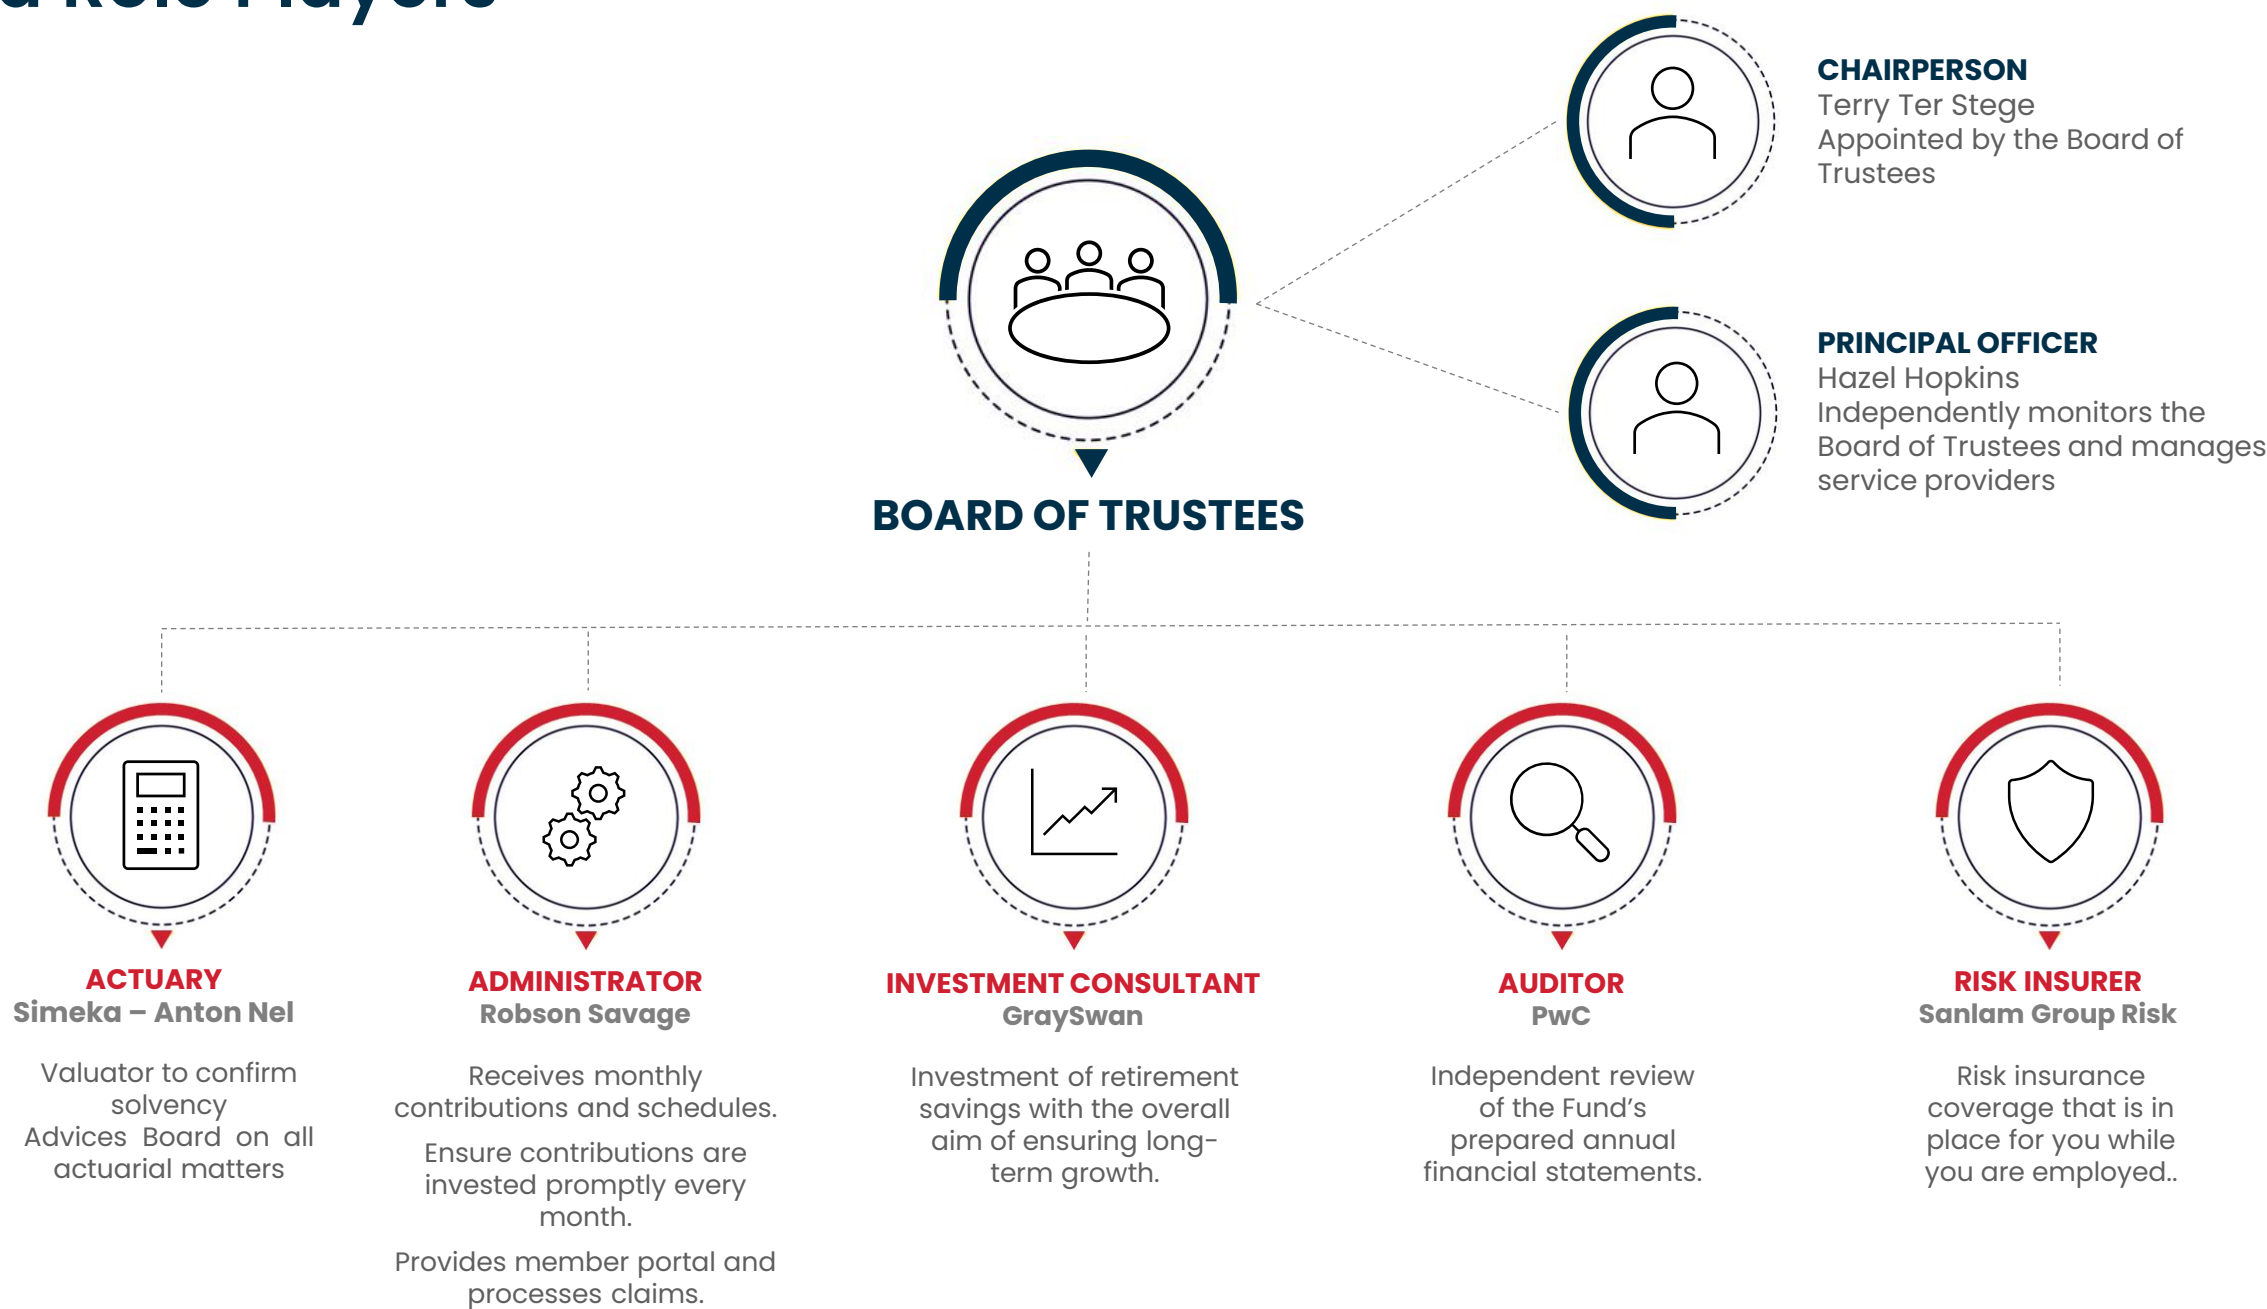 Role Players
CHAIRPERSON
Terry Ter Stege
Appointed by the Board of
Trustees
PRINCIPAL OFFICER
Hazel Hopkins
Independently monitors the
Board of Trustees and manages
service providers
BOARD OF TRUSTEES
ACTUARY
Simeka – Anton Nel
Valuator to confirm
solvency
Advices Board on all
actuarial matters
ADMINISTRATOR
Robson Savage
Receives monthly
contributions and schedules.
Ensure contributions are
invested promptly every
month.
Provides member portal and
processes claims.
INVESTMENT CONSULTANT
GraySwan
Investment of retirement
savings with the overall
aim of ensuring long-
term growth.
AUDITOR
PwC
Independent review
of the Fund's
prepared annual
financial statements.
RISK INSURER
Sanlam Group Risk
Risk insurance
coverage that is in
place for you while
you are employed..